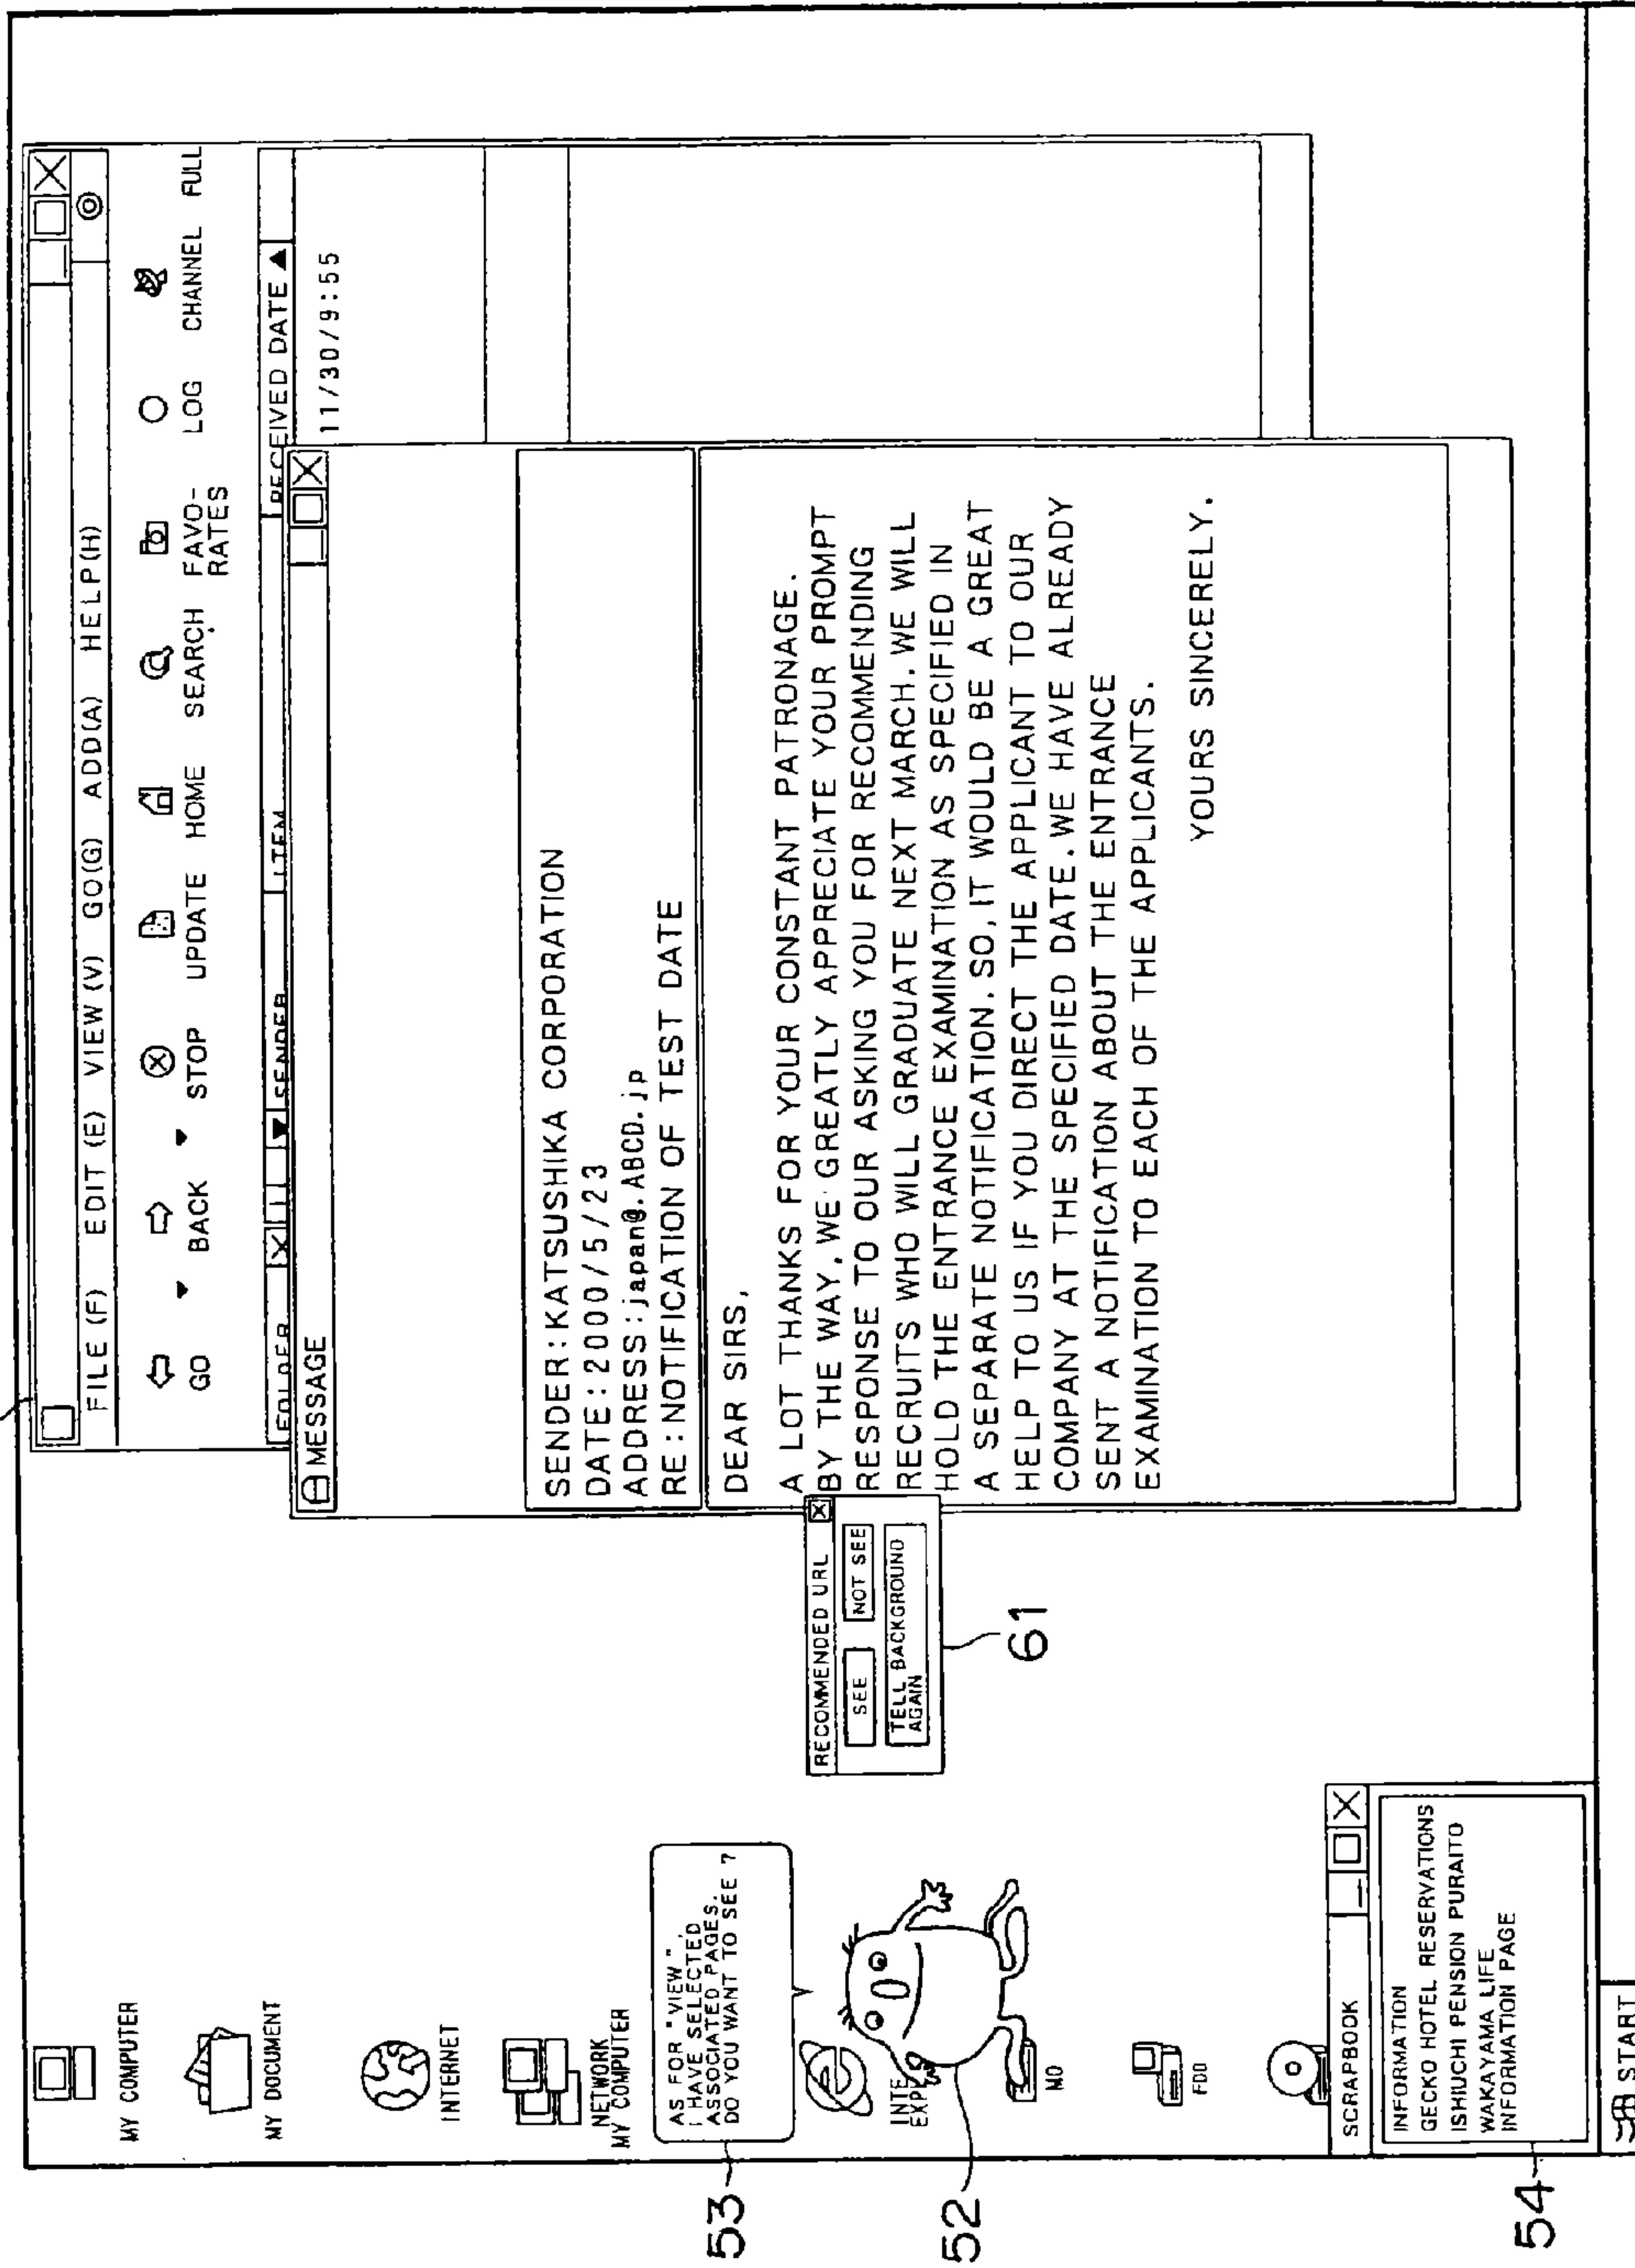 FILE (F) EDIT (E) VIEW (V) GO(G) ADD(A) HELP(H)
GO BACK STOP UPDATE HOME SEARCH FAVO-
RATES LOG CHANNEL FULL
FOLDER SENDER ITEM RECEIVED DATE ▲
11/30/9:55
MESSAGE
SENDER:KATSUSHIKA CORPORATION
DATE:2000/5/23
ADDRESS:japan@.ABCD.jp
RE:NOTIFICATION OF TEST DATE
DEAR SIRS,
A LOT THANKS FOR YOUR CONSTANT PATRONAGE.
BY THE WAY, WE GREATLY APPRECIATE YOUR PROMPT
RESPONSE TO OUR ASKING YOU FOR RECOMMENDING
RECRUITS WHO WILL GRADUATE NEXT MARCH. WE WILL
HOLD THE ENTRANCE EXAMINATION AS SPECIFIED IN
A SEPARATE NOTIFICATION. SO, IT WOULD BE A GREAT
HELP TO US IF YOU DIRECT THE APPLICANT TO OUR
COMPANY AT THE SPECIFIED DATE. WE HAVE ALREADY
SENT A NOTIFICATION ABOUT THE ENTRANCE
EXAMINATION TO EACH OF THE APPLICANTS.
YOURS SINCERELY.
MY COMPUTER
MY DOCUMENT
INTERNET
NETWORK
MY COMPUTER
AS FOR "VIEW",
I HAVE SELECTED
ASSOCIATED PAGES.
DO YOU WANT TO SEE ?
53
INTE
EXPL
52
MO
FDD
RECOMMENDED URL
SEE NOT SEE
TELL BACKGROUND
AGAIN
61
SCRAPBOOK
INFORMATION
GECKO HOTEL RESERVATIONS
ISHIUCHI PENSION PURAITO
WAKAYAMA LIFE
INFORMATION PAGE
54
START